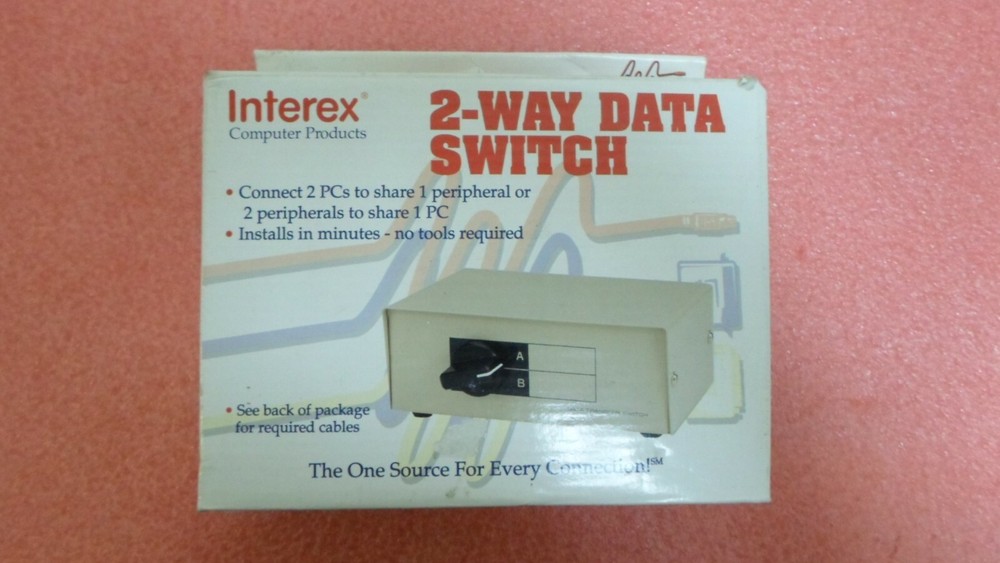 Interex®
Computer Products
2-WAY DATA
SWITCH
• Connect 2 PCs to share 1 peripheral or
2 peripherals to share 1 PC
• Installs in minutes - no tools required
A
B
• See back of package
for required cables
The One Source For Every Connection!℠